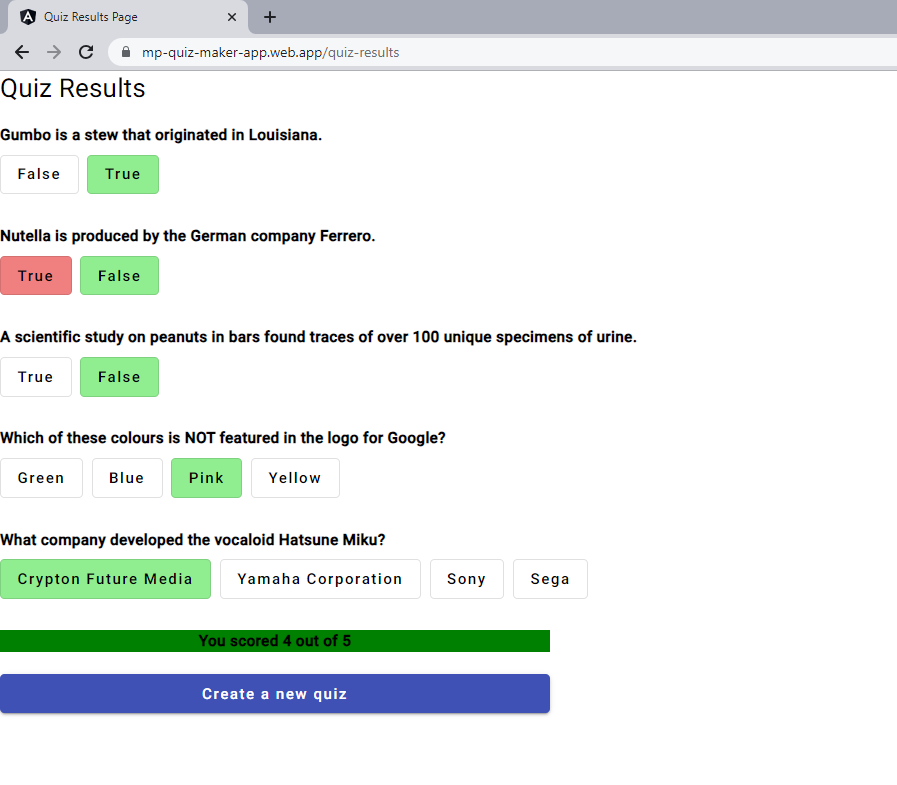 Quiz Results Page
mp-quiz-maker-app.web.app/quiz-results
Quiz Results
Gumbo is a stew that originated in Louisiana.
False True
Nutella is produced by the German company Ferrero.
True False
A scientific study on peanuts in bars found traces of over 100 unique specimens of urine.
True False
Which of these colours is NOT featured in the logo for Google?
Green Blue Pink Yellow
What company developed the vocaloid Hatsune Miku?
Crypton Future Media Yamaha Corporation Sony Sega
You scored 4 out of 5
Create a new quiz